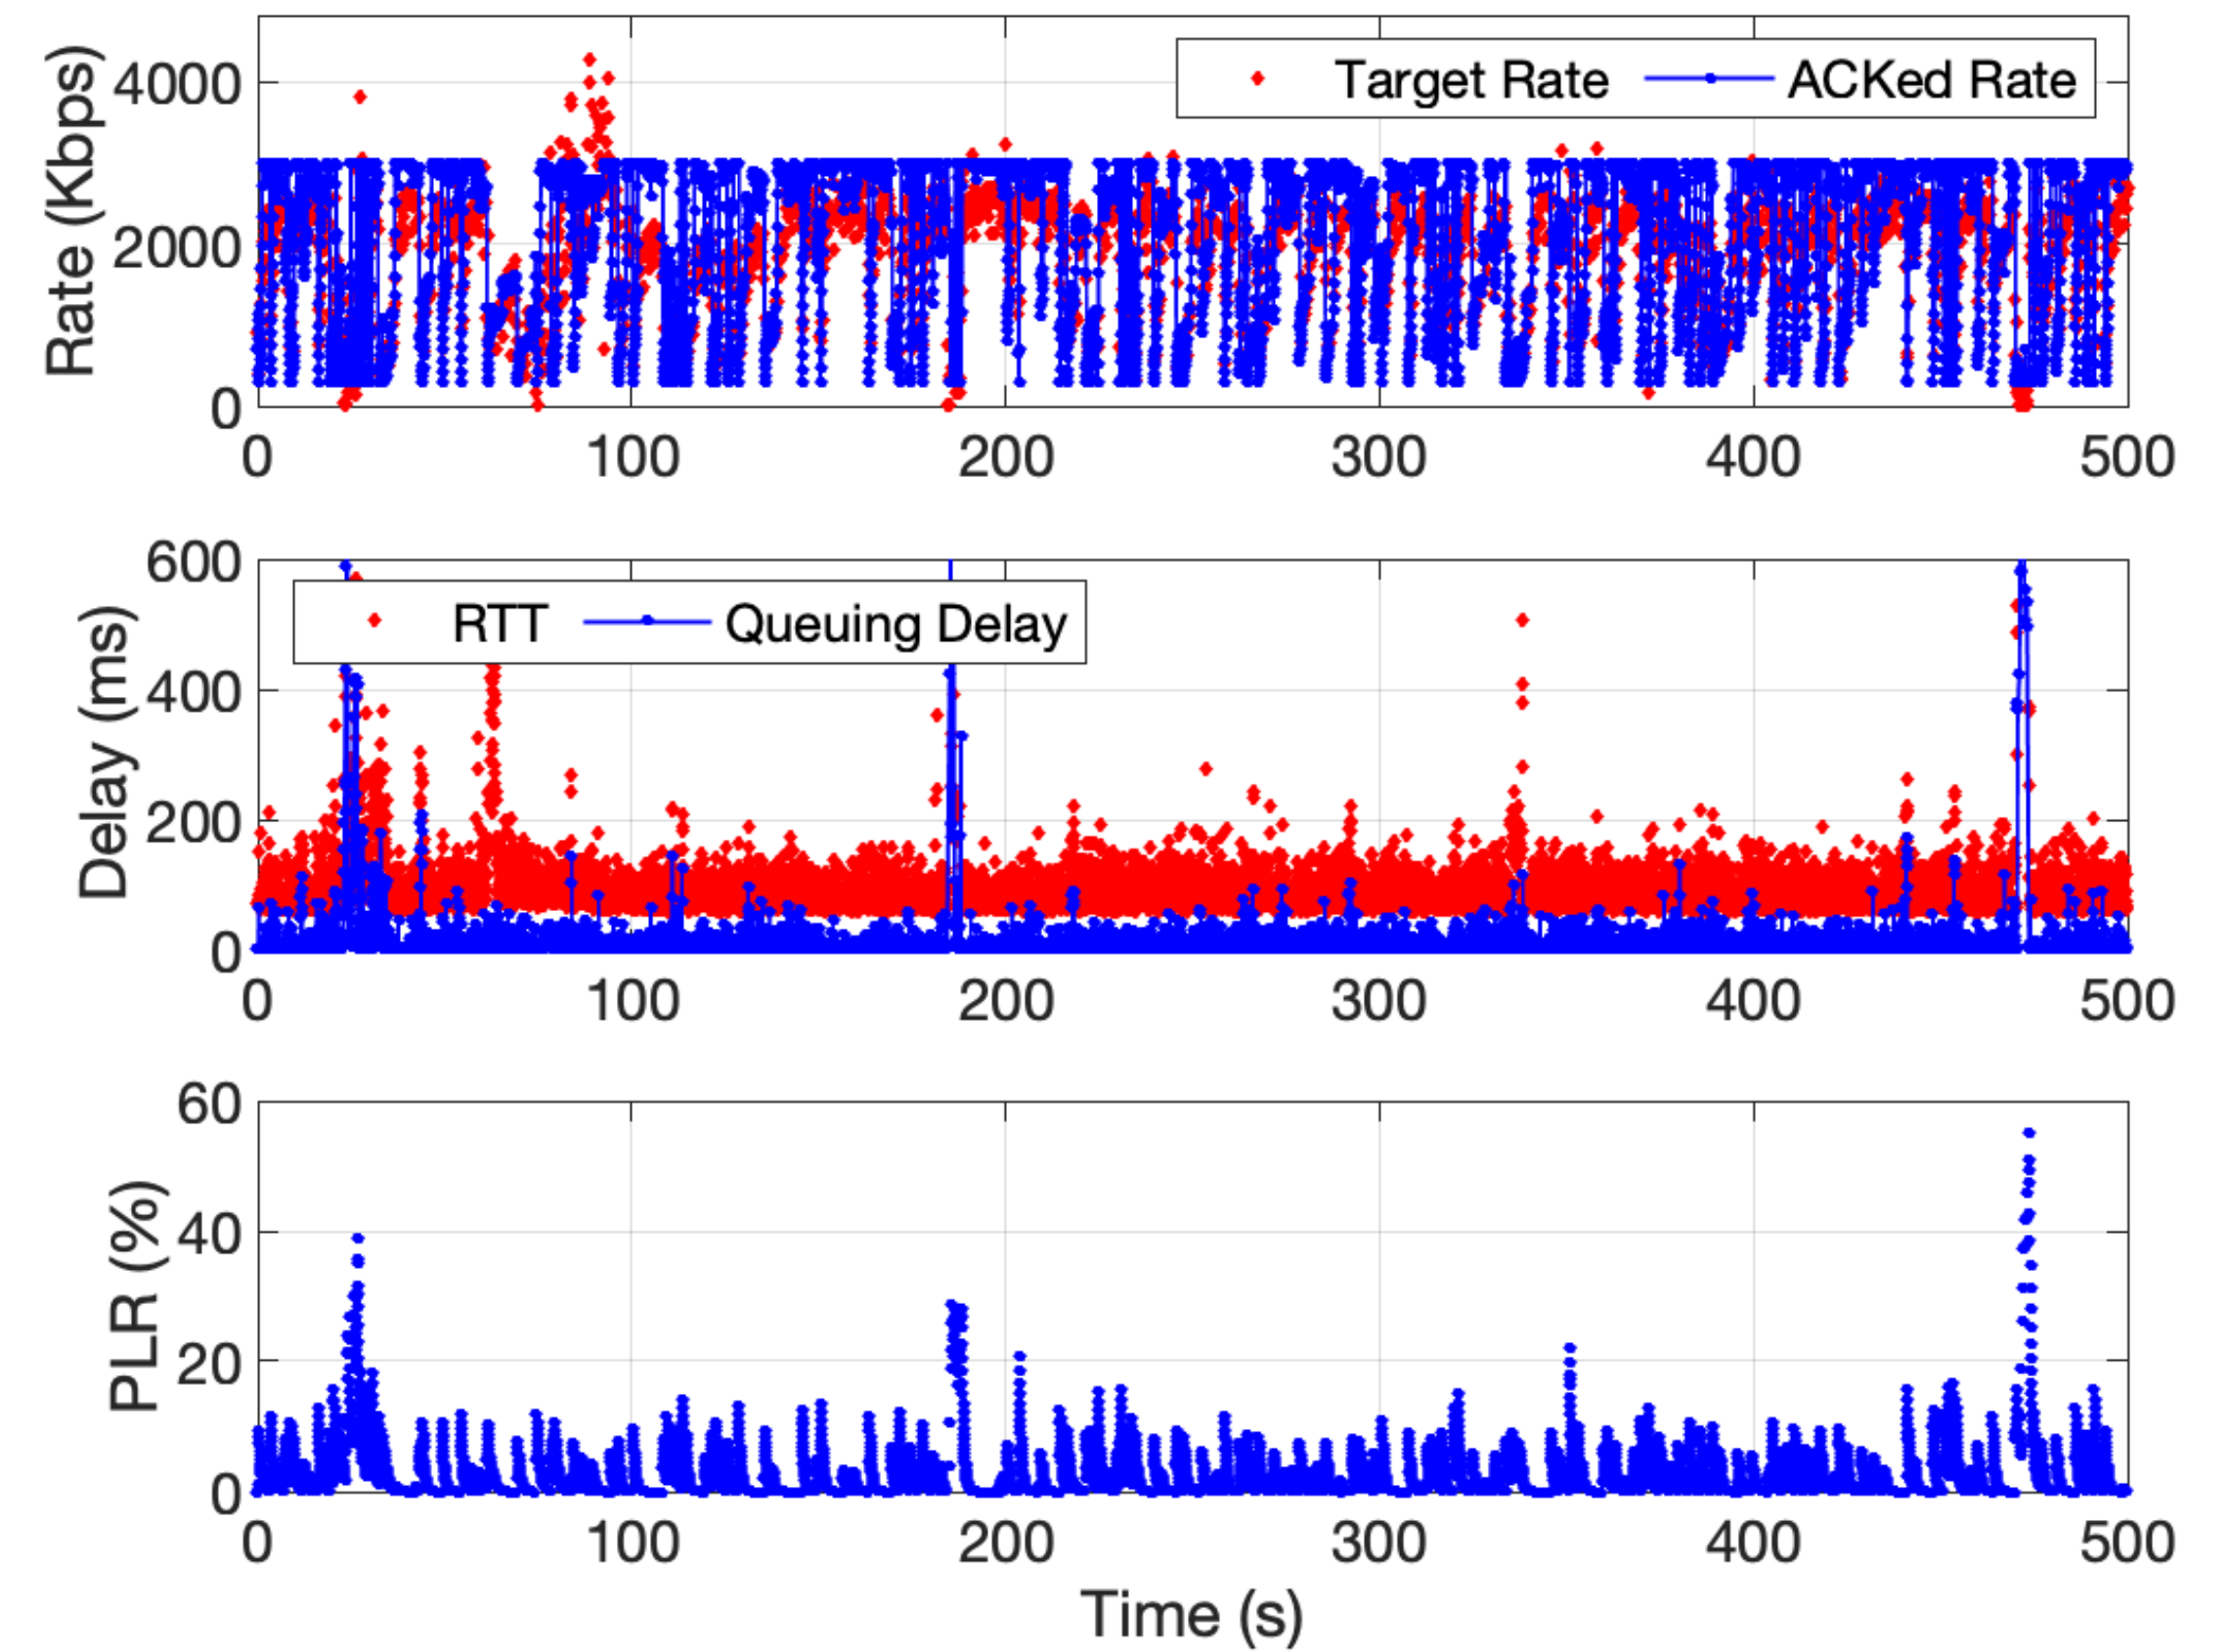 Rate (Kbps)
4000
2000
0
Target Rate ACKed Rate
0 100 200 300 400 500
Delay (ms)
600
400
200
0
RTT Queuing Delay
0 100 200 300 400 500
PLR (%)
60
40
20
0
0 100 200 300 400 500
Time (s)